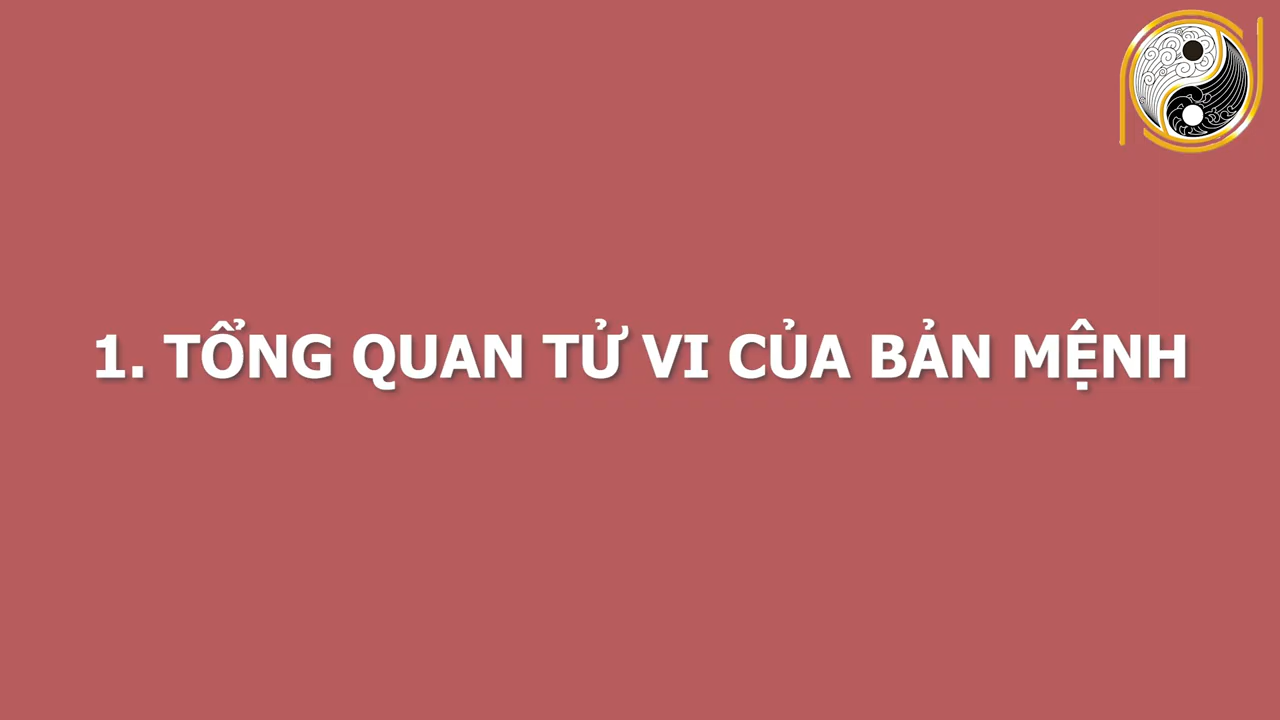 1. TỔNG QUAN TỬ VI CỦA BẢN MỆNH